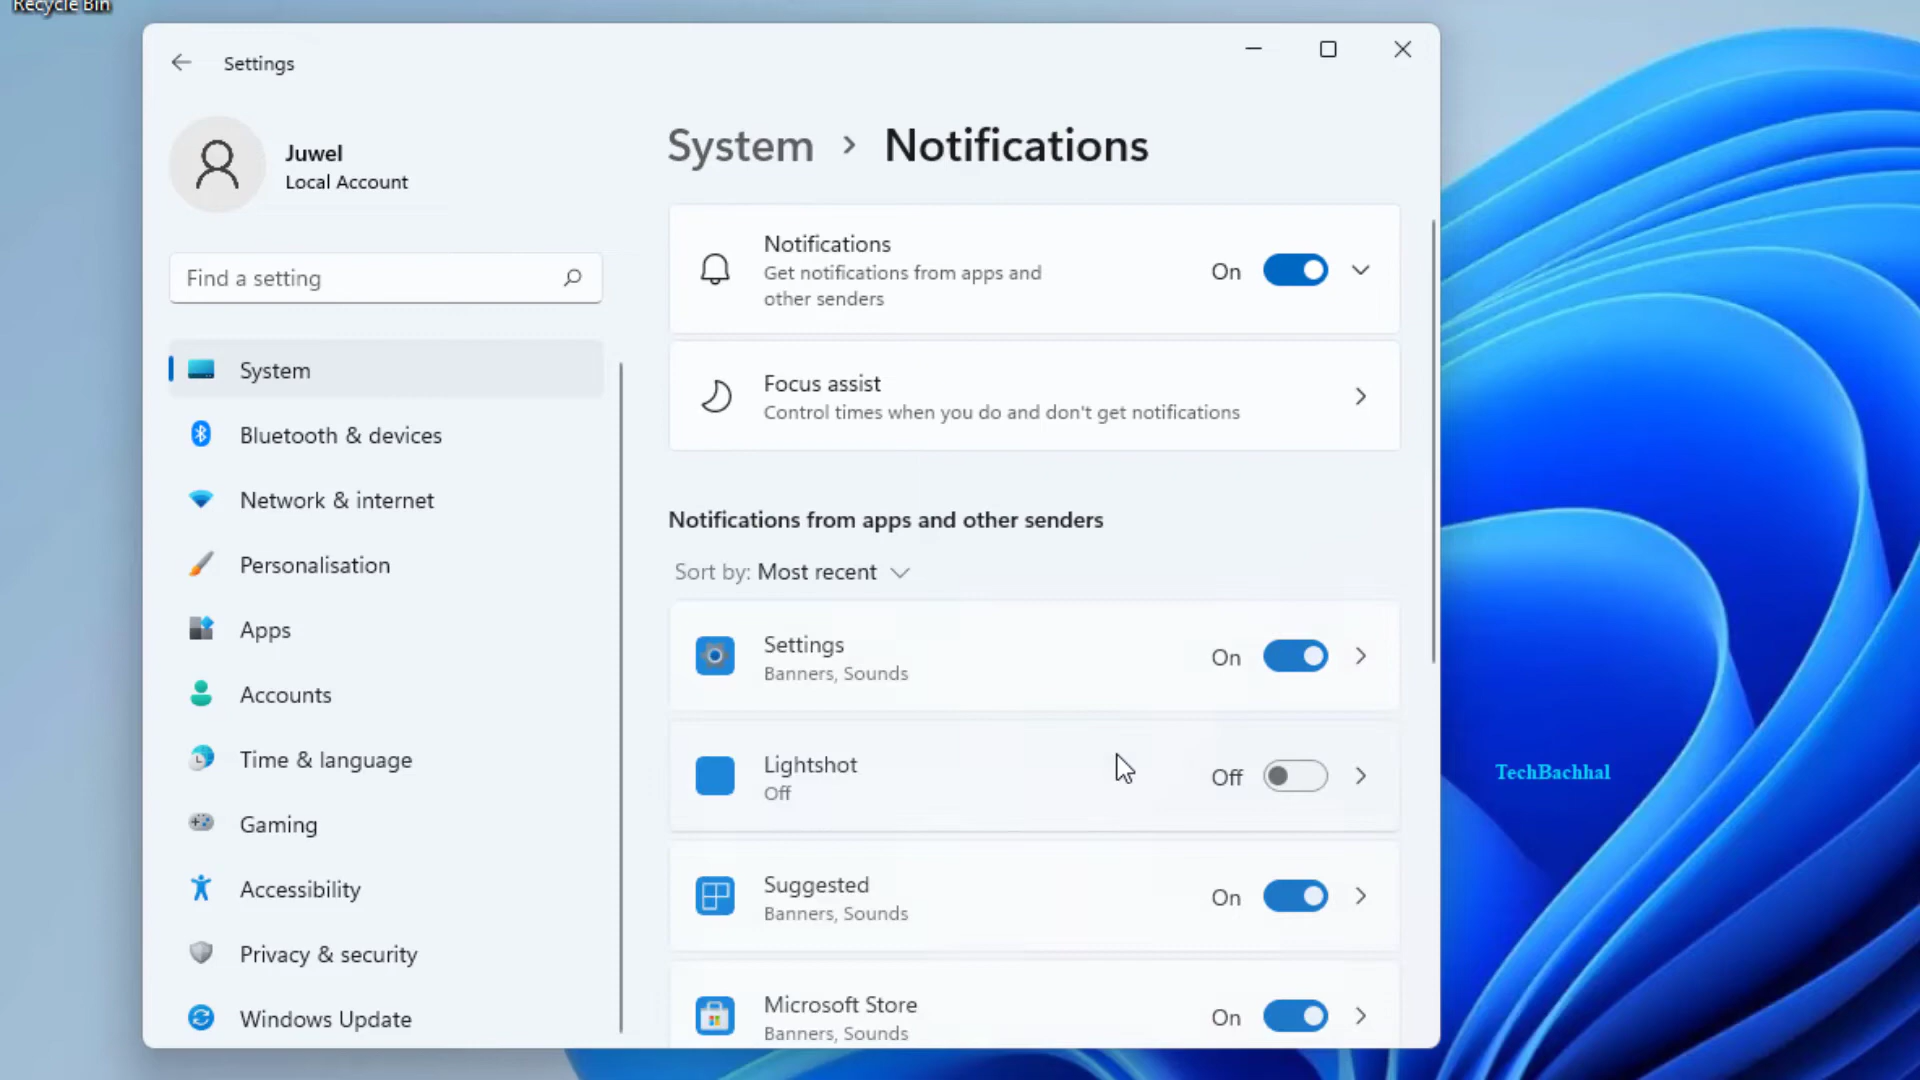 Recycle Bin
Settings
Juwel
Local Account
Find a setting
System
Bluetooth & devices
Network & internet
Personalisation
Apps
Accounts
Time & language
Gaming
Accessibility
Privacy & security
Windows Update
System > Notifications
Notifications
Get notifications from apps and
other senders
On
Focus assist
Control times when you do and don't get notifications
Notifications from apps and other senders
Sort by: Most recent
Settings
Banners, Sounds
On
Lightshot
Off
Off
Suggested
Banners, Sounds
On
Microsoft Store
Banners, Sounds
On
TechBachhal